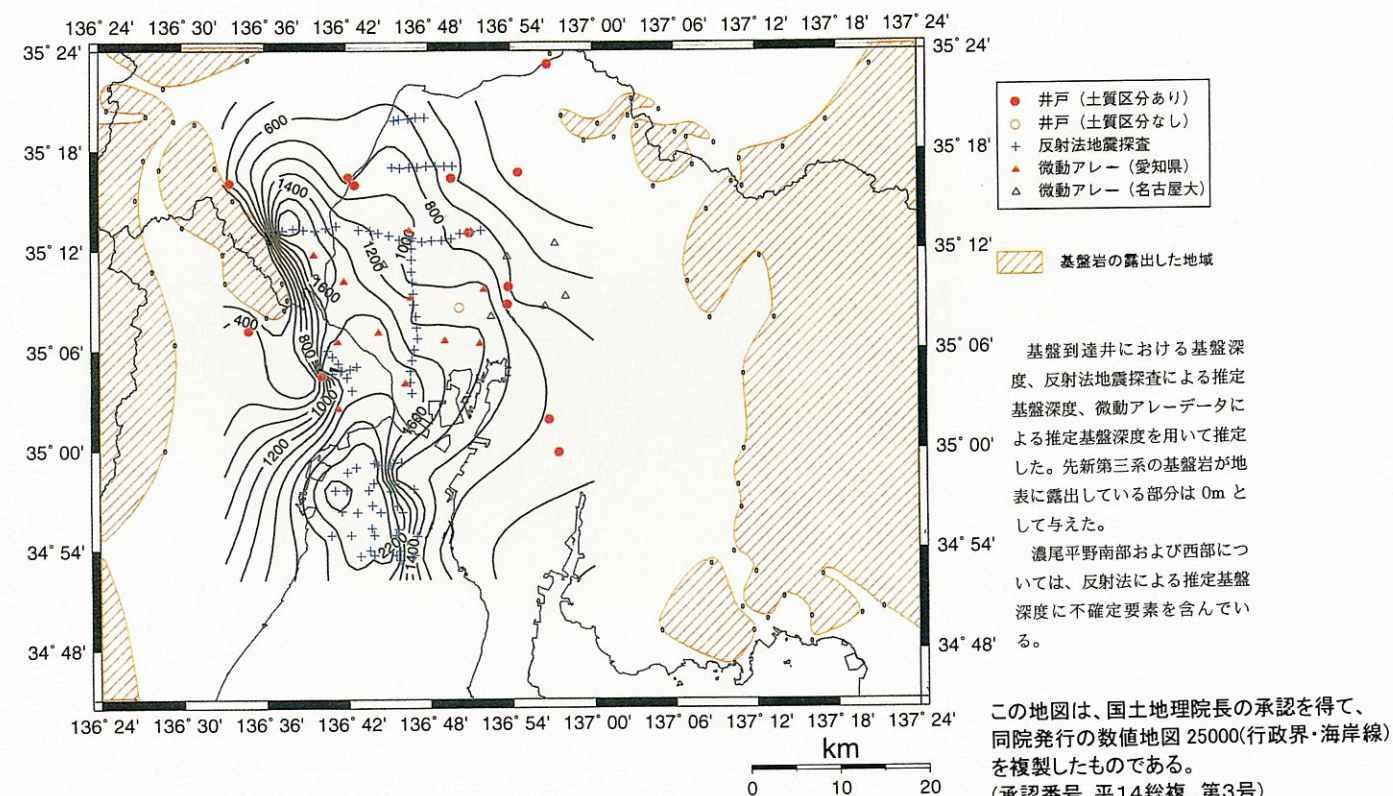 136° 24' 136° 30' 136° 36' 136° 42' 136° 48' 136° 54' 137° 00' 137° 06' 137° 12' 137° 18' 137° 24'
35° 24' 35° 24'
35° 18' 35° 18'
35° 12' 35° 12'
35° 06' 35° 06'
35° 00' 35° 00'
34° 54' 34° 54'
34° 48' 34° 48'
136° 24' 136° 30' 136° 36' 136° 42' 136° 48' 136° 54' 137° 00' 137° 06' 137° 12' 137° 18' 137° 24'
600
1400
800
1000
1200
1600
400
800
1000
1600
1200
2200
1400
井戸（土質区分あり）
井戸（土質区分なし）
反射法地震探査
微動アレー（愛知県）
微動アレー（名古屋大）
基盤岩の露出した地域
基盤到達井における基盤深
度、反射法地震探査による推定
基盤深度、微動アレーデータに
よる推定基盤深度を用いて推定
した。先新第三系の基盤岩が地
表に露出している部分は 0m と
して与えた。
濃尾平野南部および西部につ
いては、反射法による推定基盤
深度に不確定要素を含んでい
る。
km
0 10 20
この地図は、国土地理院長の承認を得て、
同院発行の数値地図 25000(行政界・海岸線)
を複製したものである。
(承認番号 平14総複、第3号)